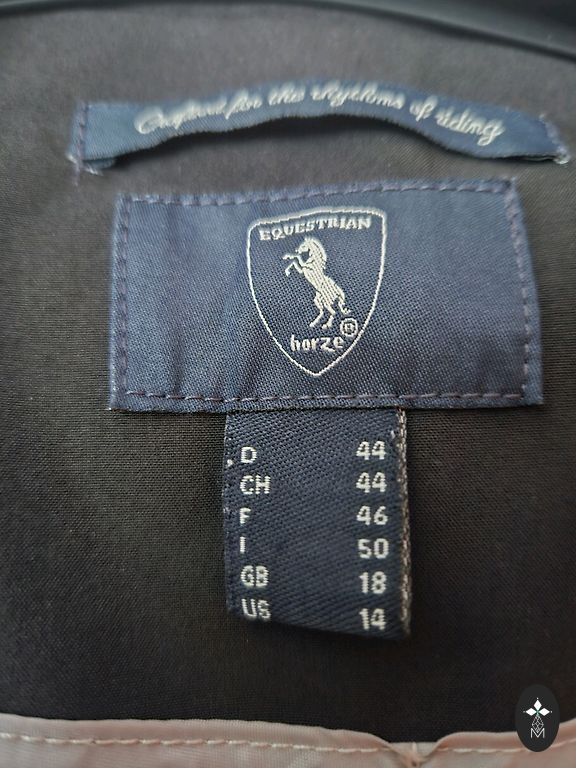 Crafted for the rhythms of riding
EQUESTRIAN
horze®
D 44
CH 44
F 46
I 50
GB 18
US 14
M